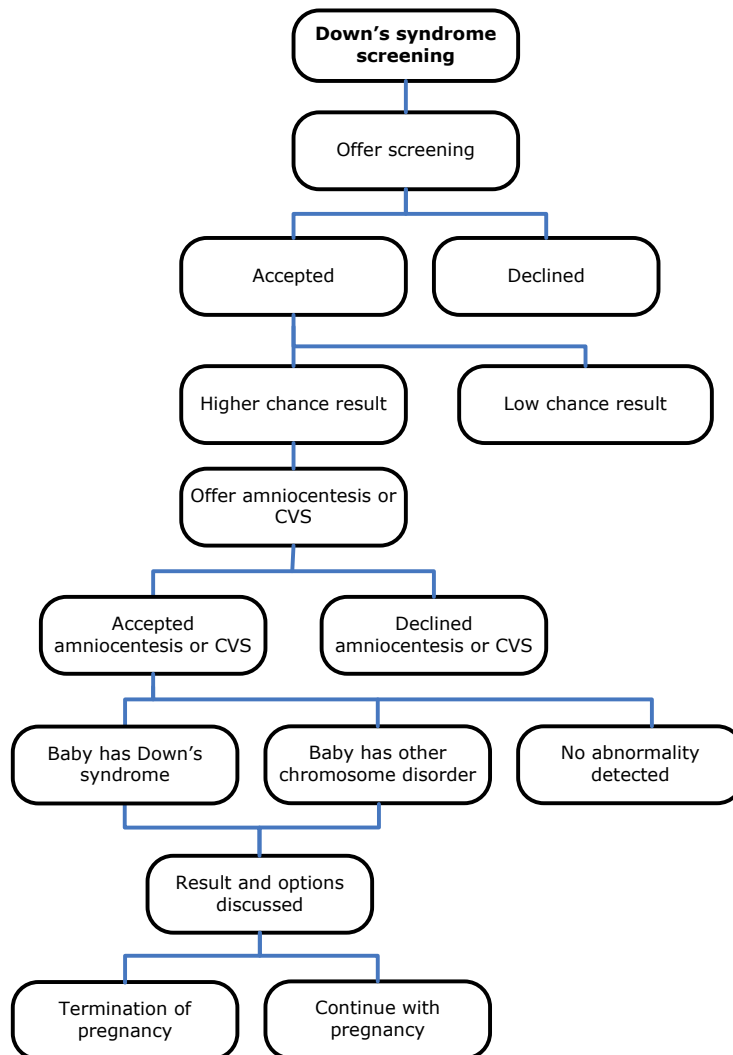 Down’s syndrome
screening
Offer screening
Accepted
Declined
Higher chance result
Low chance result
Offer amniocentesis or
CVS
Accepted
amniocentesis or CVS
Declined
amniocentesis or CVS
Baby has Down’s
syndrome
Baby has other
chromosome disorder
No abnormality
detected
Result and options
discussed
Termination of
pregnancy
Continue with
pregnancy